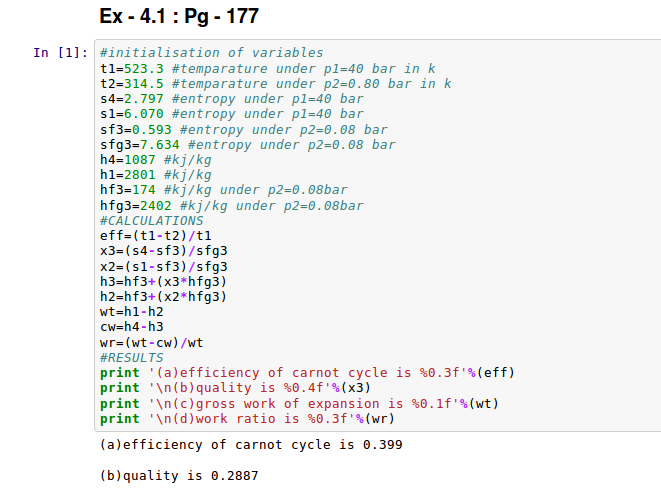 Ex - 4.1 : Pg - 177
In [1]: #initialisation of variables
t1=523.3 #temparature under p1=40 bar in k
t2=314.5 #temparature under p2=0.80 bar in k
s4=2.797 #entropy under p1=40 bar
s1=6.070 #entropy under p1=40 bar
sf3=0.593 #entropy under p2=0.08 bar
sfg3=7.634 #entropy under p2=0.08 bar
h4=1087 #kj/kg
h1=2801 #kj/kg
hf3=174 #kj/kg under p2=0.08bar
hfg3=2402 #kj/kg under p2=0.08bar
#CALCULATIONS
eff=(t1-t2)/t1
x3=(s4-sf3)/sfg3
x2=(s1-sf3)/sfg3
h3=hf3+(x3*hfg3)
h2=hf3+(x2*hfg3)
wt=h1-h2
cw=h4-h3
wr=(wt-cw)/wt
#RESULTS
print '(a)efficiency of carnot cycle is %0.3f'%(eff)
print '\n(b)quality is %0.4f'%(x3)
print '\n(c)gross work of expansion is %0.1f'%(wt)
print '\n(d)work ratio is %0.3f'%(wr)
(a)efficiency of carnot cycle is 0.399
(b)quality is 0.2887